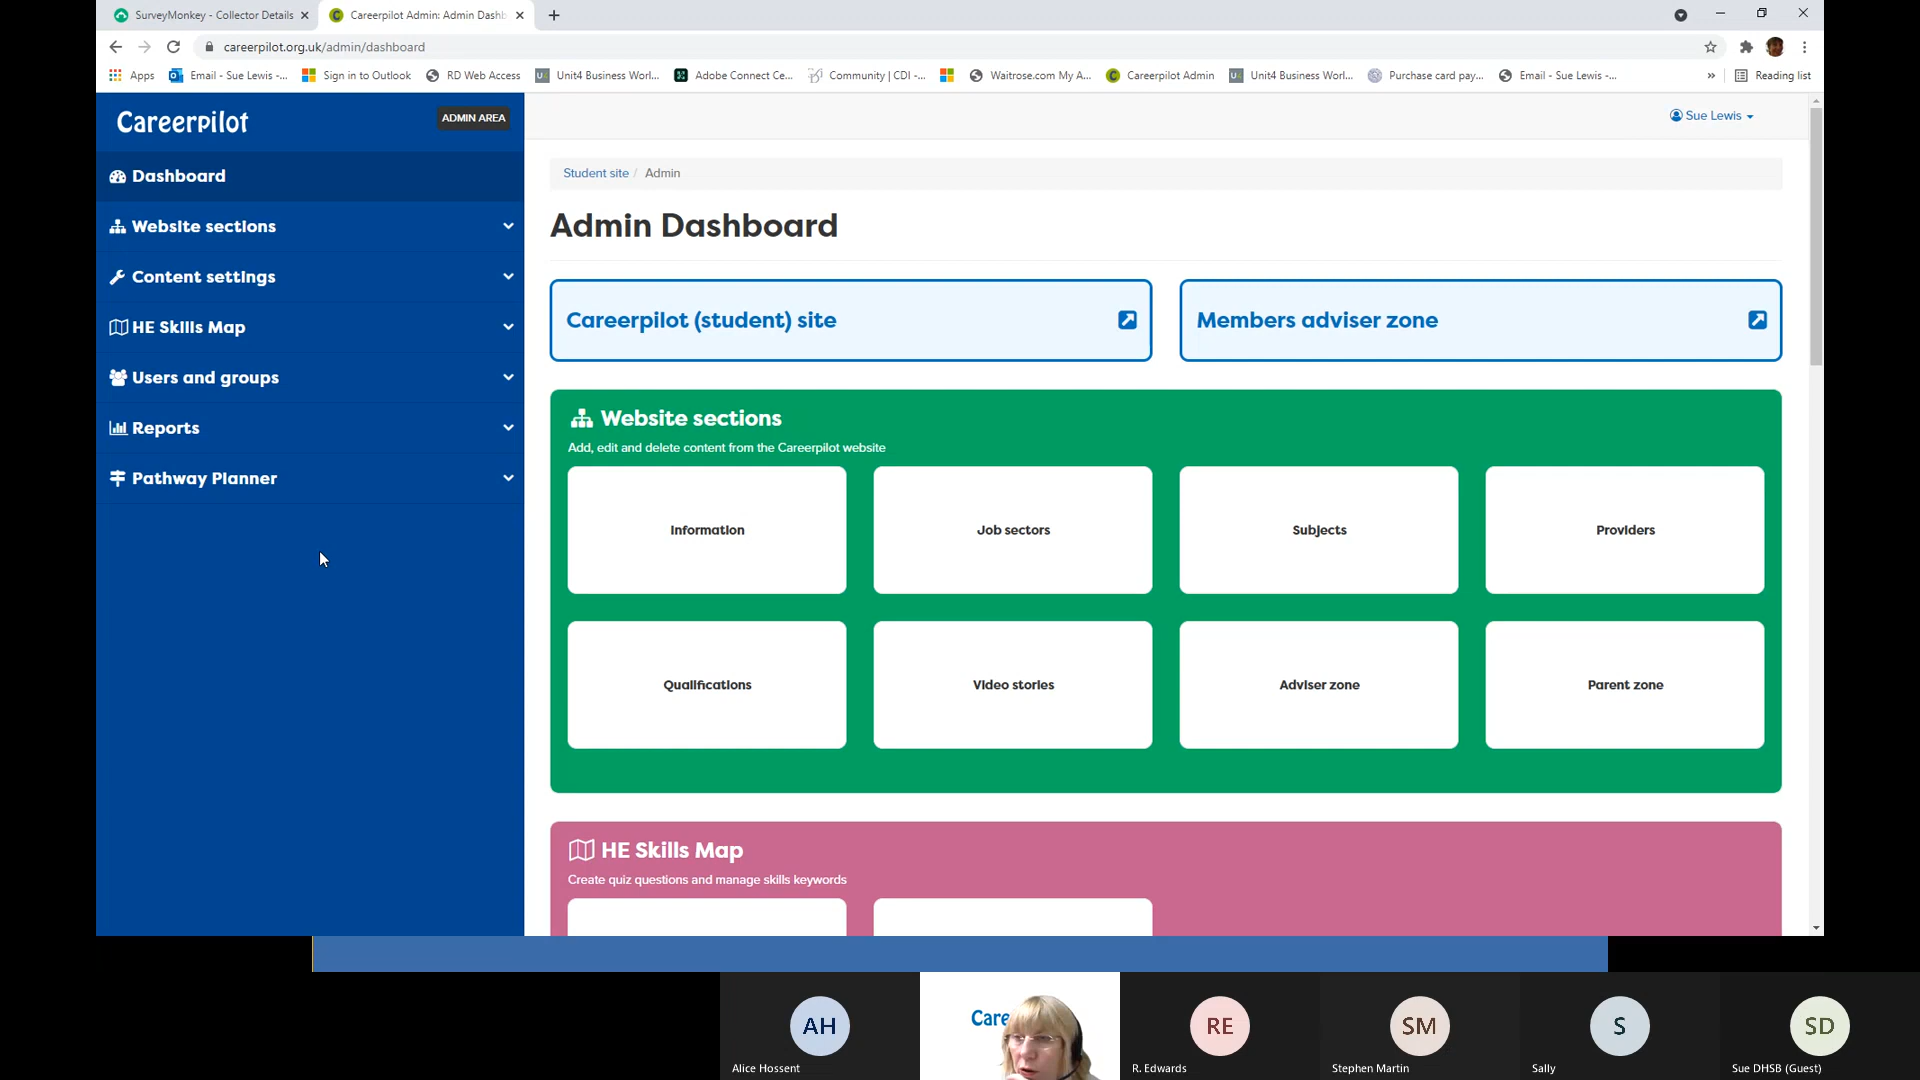 SurveyMonkey - Collector Details
Careerpilot Admin: Admin Dashb
careerpilot.org.uk/admin/dashboard
Apps
Email - Sue Lewis -...
Sign in to Outlook
RD Web Access
Unit4 Business Worl...
Adobe Connect Ce...
Community | CDI -...
Waitrose.com My A...
Careerpilot Admin
Unit4 Business Worl...
Purchase card pay...
Email - Sue Lewis -...
»
Reading list
Careerpilot
ADMIN AREA
Sue Lewis
Dashboard
Website sections
Content settings
HE Skills Map
Users and groups
Reports
Pathway Planner
Student site / Admin
Admin Dashboard
Careerpilot (student) site
Members adviser zone
Website sections
Add, edit and delete content from the Careerpilot website
Information
Job sectors
Subjects
Providers
Qualifications
Video stories
Adviser zone
Parent zone
HE Skills Map
Create quiz questions and manage skills keywords
AH
Alice Hossent
Care
RE
R. Edwards
SM
Stephen Martin
S
Sally
SD
Sue DHSB (Guest)